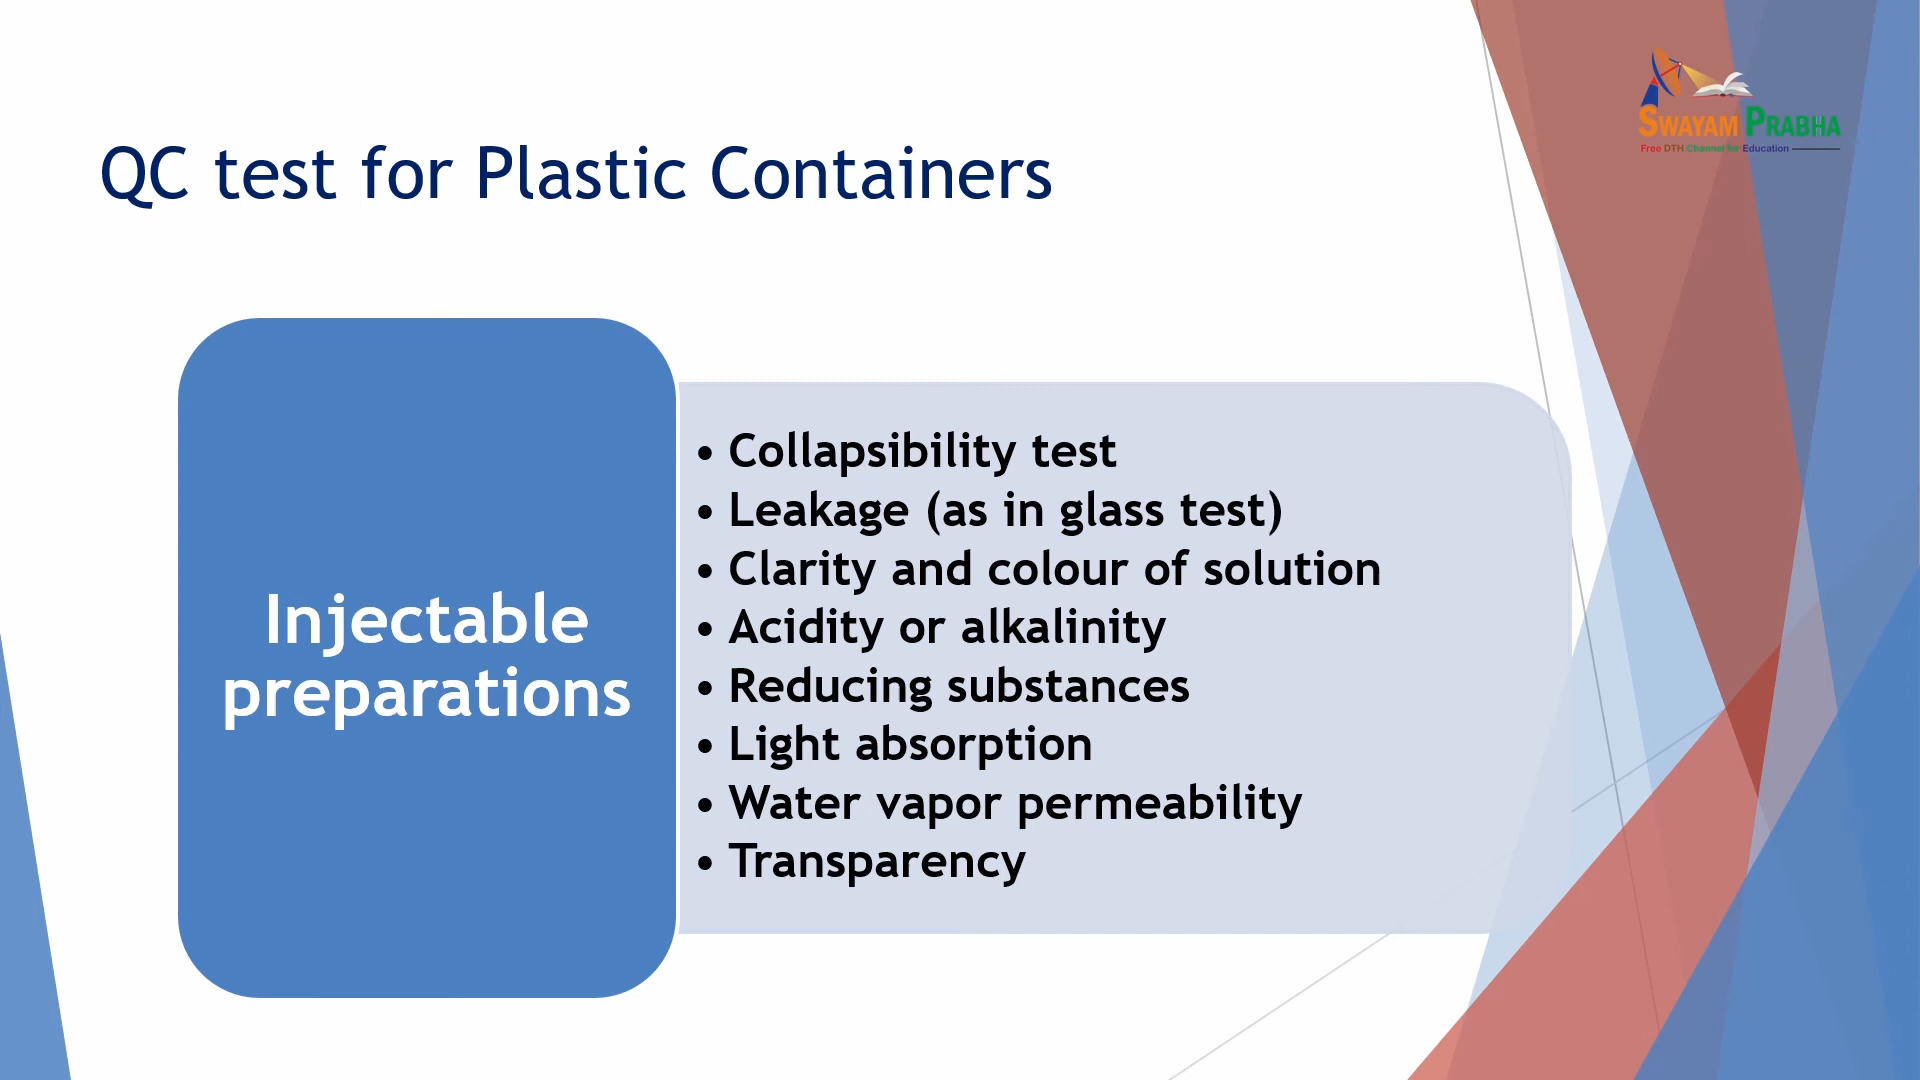 SWAYAM PRABHA
Free DTH Channel for Education
QC test for Plastic Containers
Injectable
preparations
• Collapsibility test
• Leakage (as in glass test)
• Clarity and colour of solution
• Acidity or alkalinity
• Reducing substances
• Light absorption
• Water vapor permeability
• Transparency